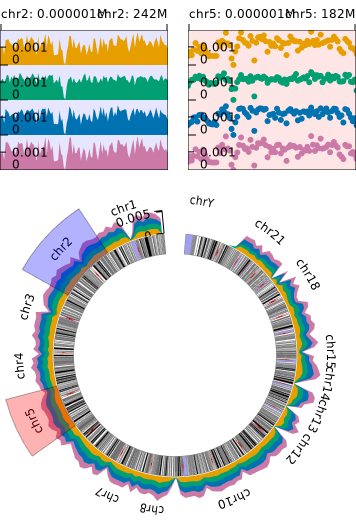 chr2: 0.000001M
chr2: 242M
chr5: 0.000001M
chr5: 182M
0.001
0
0.001
0
0.001
0
0.001
0
0.001
0
0.001
0
0.001
0
0.001
0
chrY
chr1
0.005
0
chr2
chr21
chr18
chr3
chr15
chr4
chr14
chr13
chr5
chr12
chr7
chr8
chr10